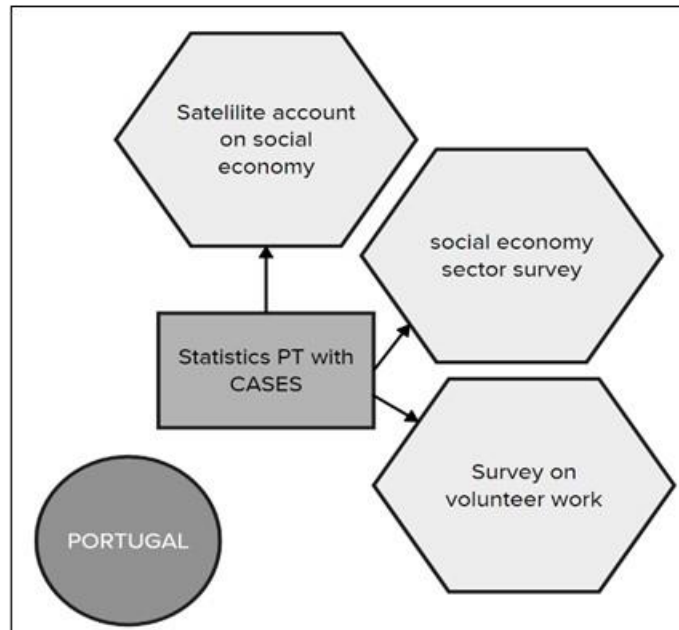 Satelilite account
on social
economy
social economy
sector survey
Statistics PT with
CASES
Survey on
volunteer work
PORTUGAL